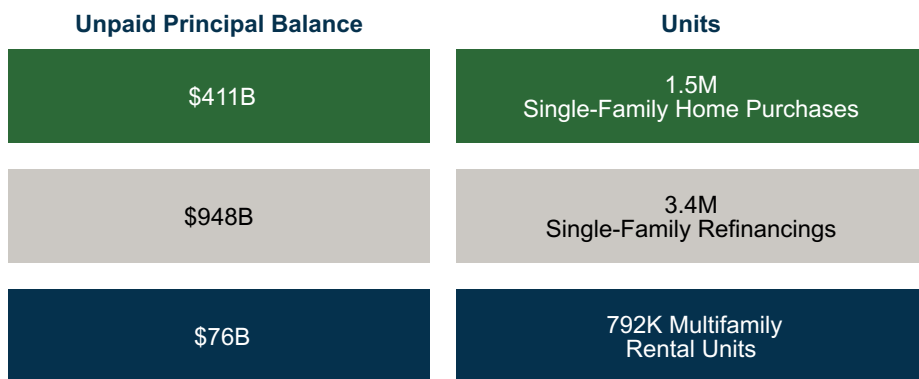 Unpaid Principal Balance
Units
$411B
1.5M
Single-Family Home Purchases
$948B
3.4M
Single-Family Refinancings
$76B
792K Multifamily
Rental Units